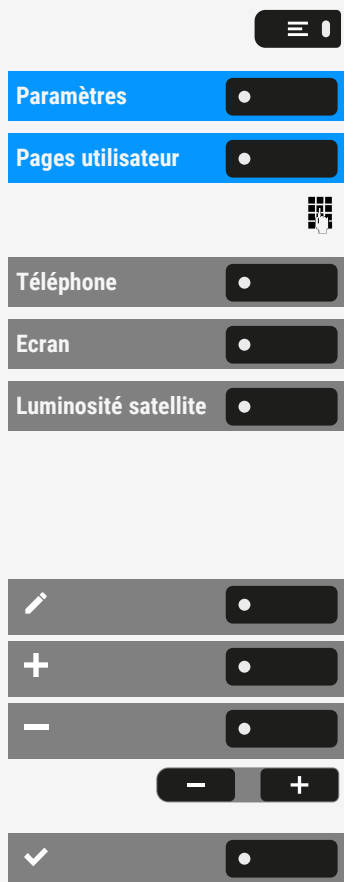 Paramètres
Pages utilisateur
Téléphone
Ecran
Luminosité satellite